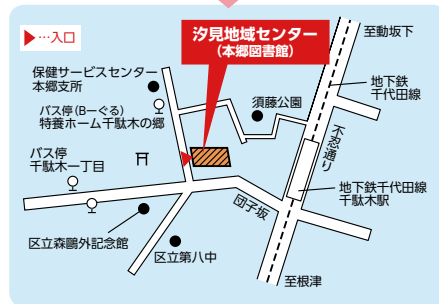 ▶…入口
汐見地域センター
(本郷図書館)
至動坂下
保健サービスセンター
本郷支所
バス停(Bーぐる)
特養ホーム千駄木の郷
須藤公園
地下鉄
千代田線
バス停
千駄木一丁目
不忍通り
団子坂
地下鉄千代田線
千駄木駅
区立森鷗外記念館
区立第八中
至根津